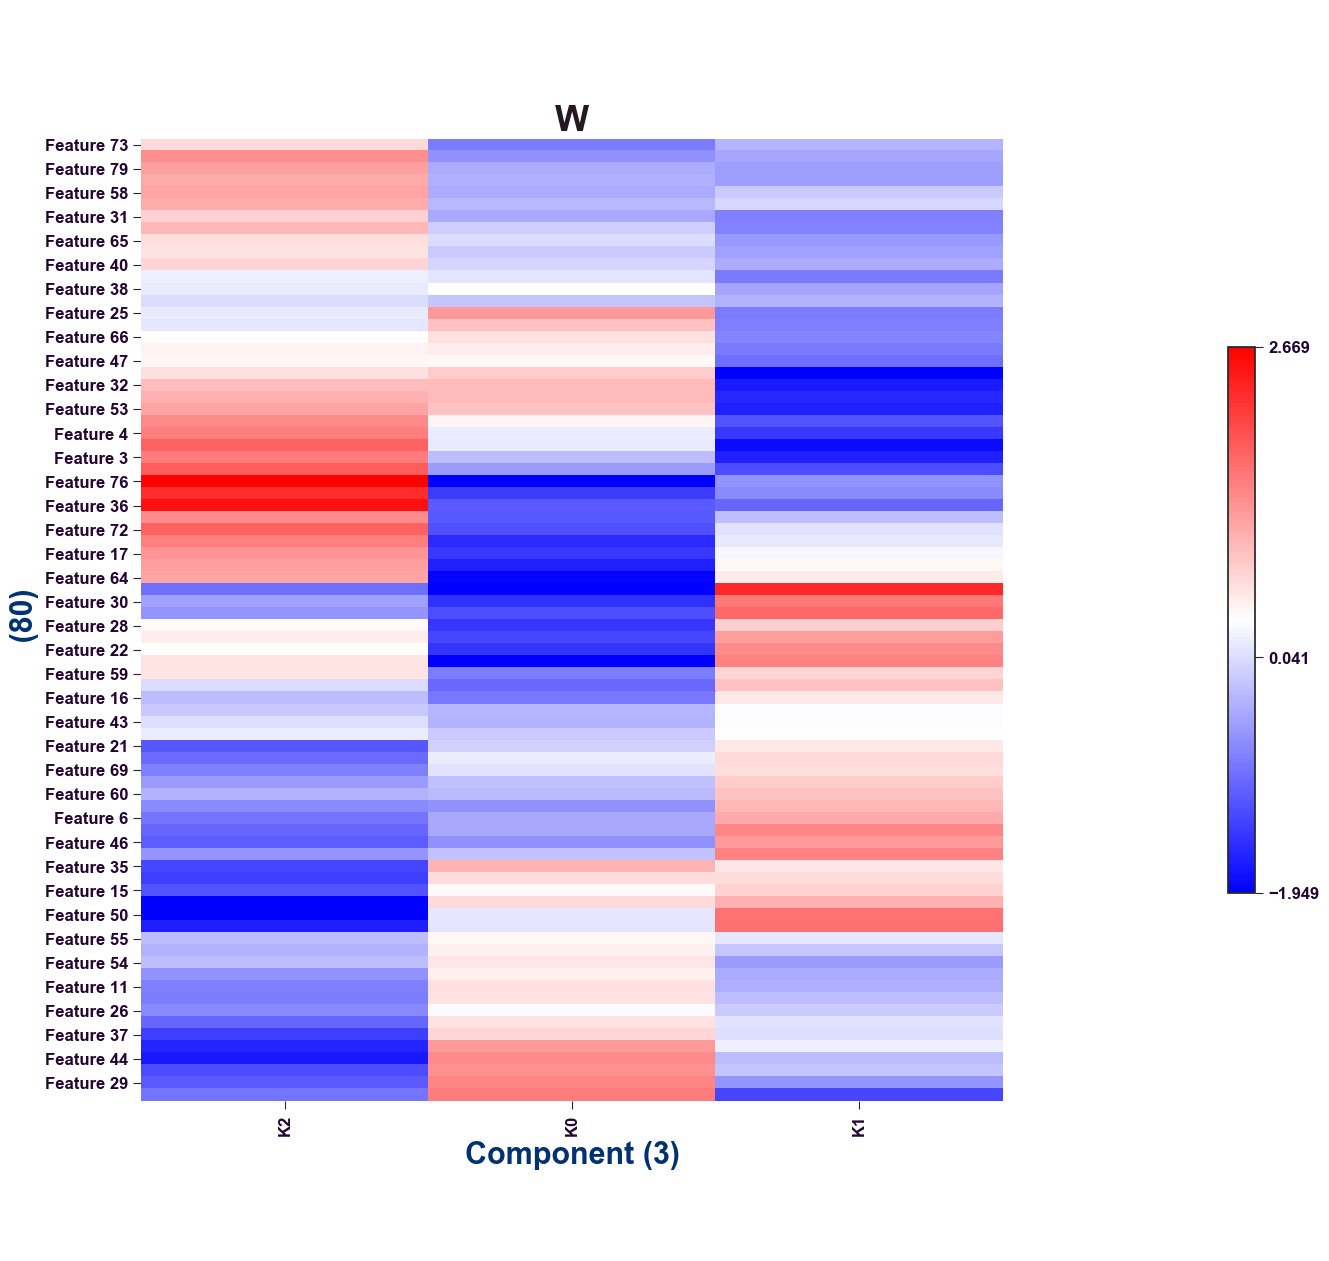 W
Feature 73
Feature 79
Feature 58
Feature 31
Feature 65
Feature 40
Feature 38
Feature 25
Feature 66
Feature 47
Feature 32
Feature 53
Feature 4
Feature 3
Feature 76
Feature 36
Feature 72
Feature 17
Feature 64
Feature 30
Feature 28
Feature 22
Feature 59
Feature 16
Feature 43
Feature 21
Feature 69
Feature 60
Feature 6
Feature 46
Feature 35
Feature 15
Feature 50
Feature 55
Feature 54
Feature 11
Feature 26
Feature 37
Feature 44
Feature 29
(80)
K2
K0
K1
Component (3)
2.669
0.041
−1.949